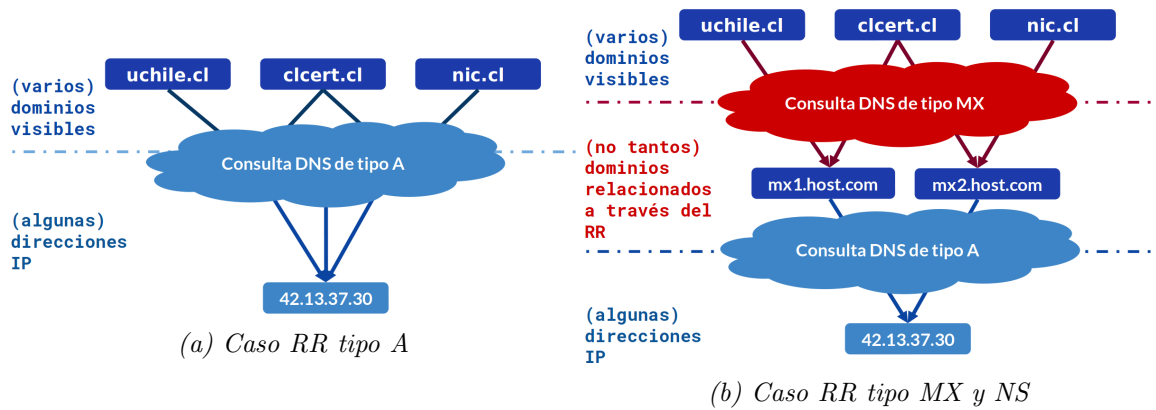 uchile.cl
clcert.cl
nic.cl
(varios)
dominios
visibles
Consulta DNS de tipo A
(algunas)
direcciones
IP
42.13.37.30
(a) Caso RR tipo A
uchile.cl
clcert.cl
nic.cl
(varios)
dominios
visibles
Consulta DNS de tipo MX
(no tantos)
dominios
relacionados
a través del
RR
mx1.host.com
mx2.host.com
Consulta DNS de tipo A
(algunas)
direcciones
IP
42.13.37.30
(b) Caso RR tipo MX y NS